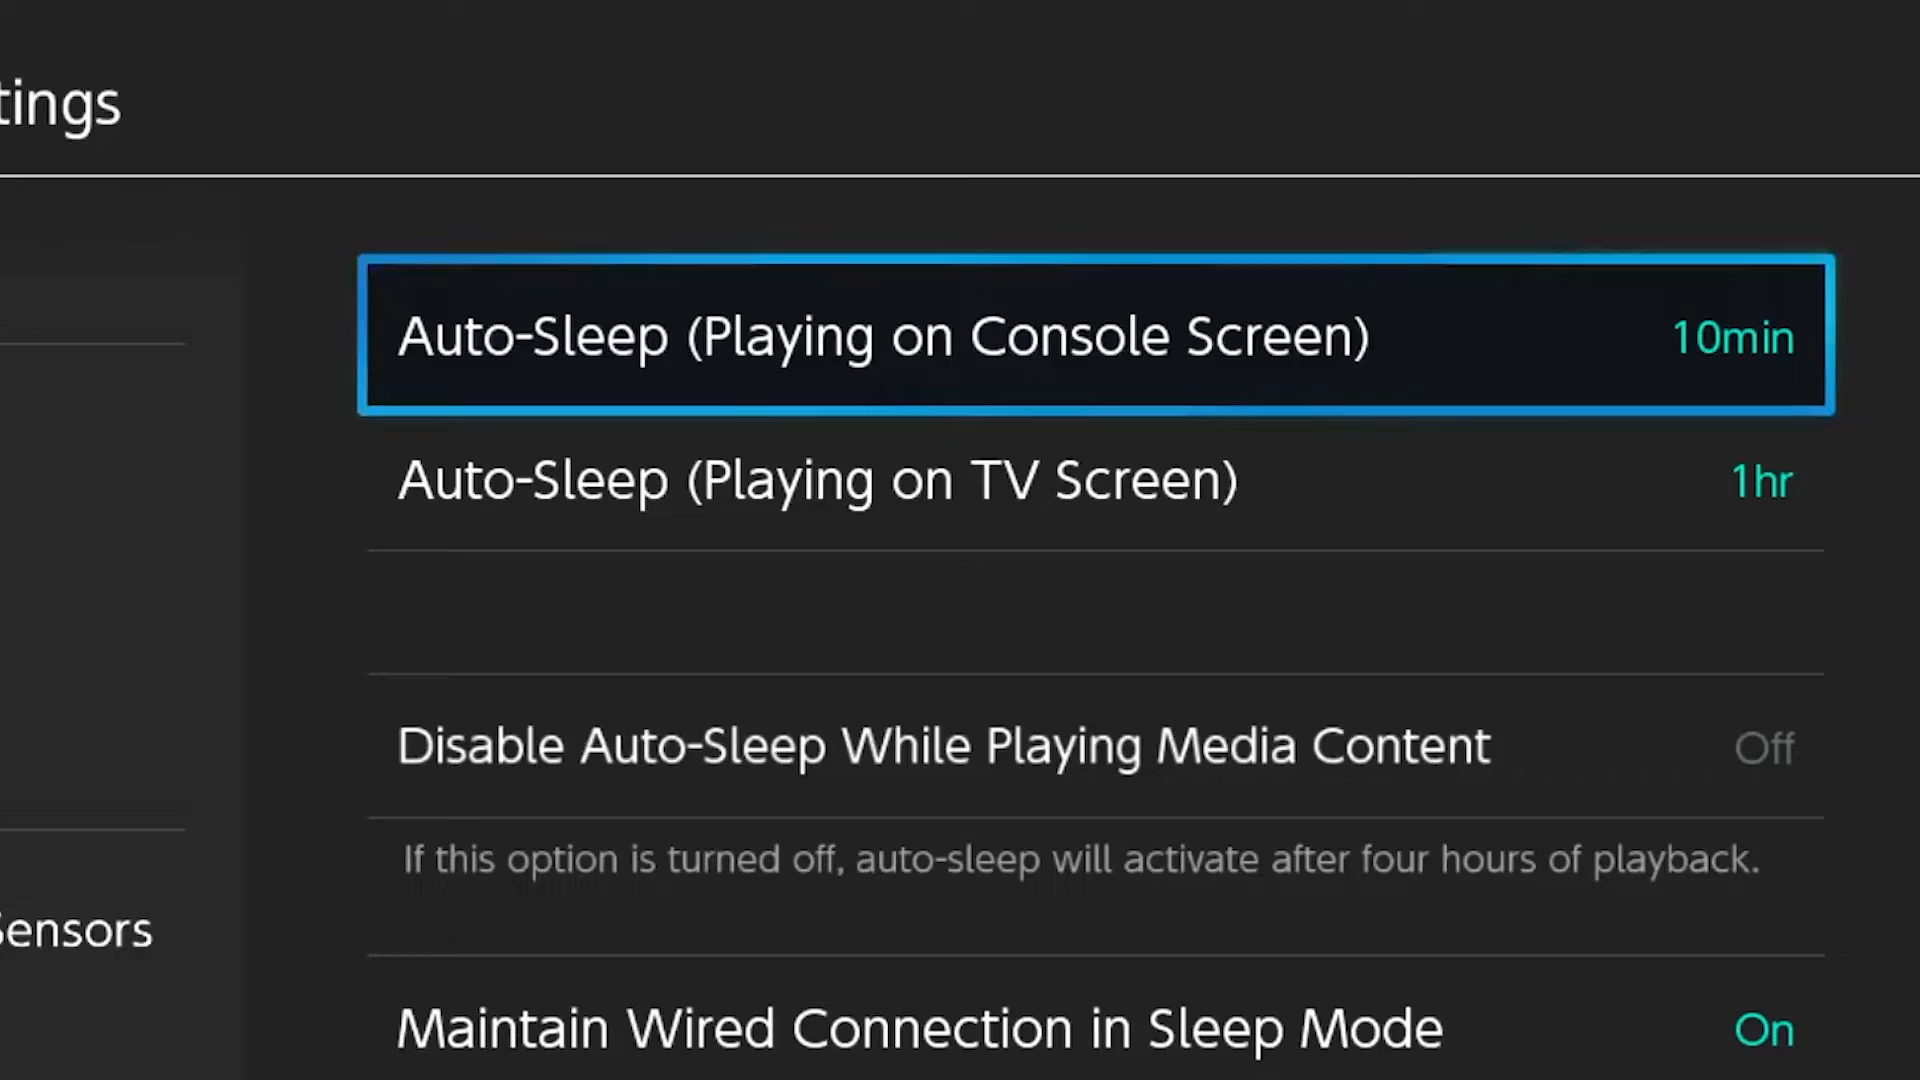 tings
Auto-Sleep (Playing on Console Screen) 10min
Auto-Sleep (Playing on TV Screen) 1hr
Disable Auto-Sleep While Playing Media Content Off
If this option is turned off, auto-sleep will activate after four hours of playback.
Sensors
Maintain Wired Connection in Sleep Mode On